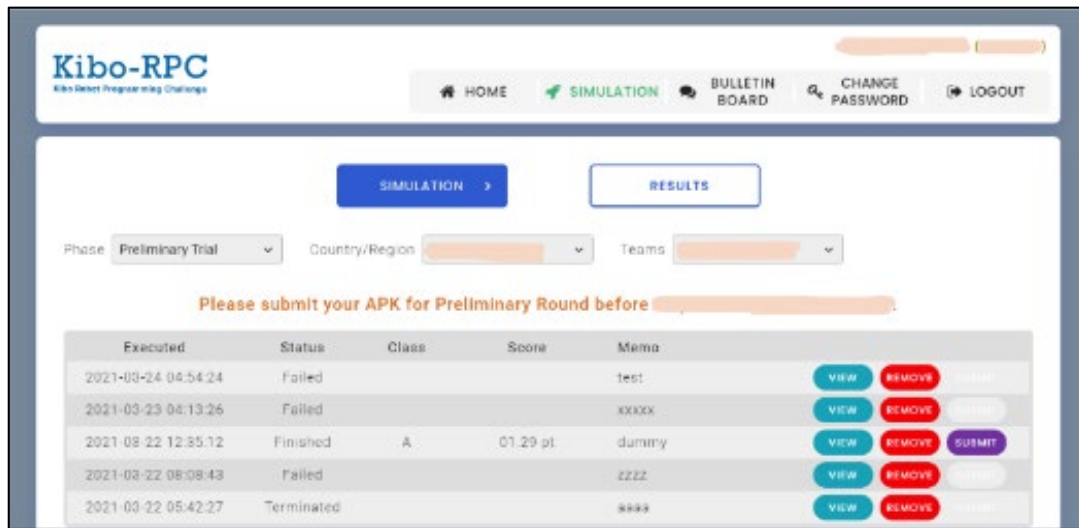 Kibo-RPC
Kibo Robot Programming Challenge
HOME SIMULATION BULLETIN BOARD CHANGE PASSWORD LOGOUT
SIMULATION > RESULTS
Phase Preliminary Trial Country/Region Teams
Please submit your APK for Preliminary Round before .
Executed Status Class Score Memo
2021-03-24 04:54:24 Failed test VIEW REMOVE SUBMIT
2021-03-23 04:13:26 Failed xxxxx VIEW REMOVE SUBMIT
2021-03-22 12:35:12 Finished A 01.29 pt dummy VIEW REMOVE SUBMIT
2021-03-22 08:08:43 Failed zzzz VIEW REMOVE SUBMIT
2021-03-22 05:42:27 Terminated aaaa VIEW REMOVE SUBMIT